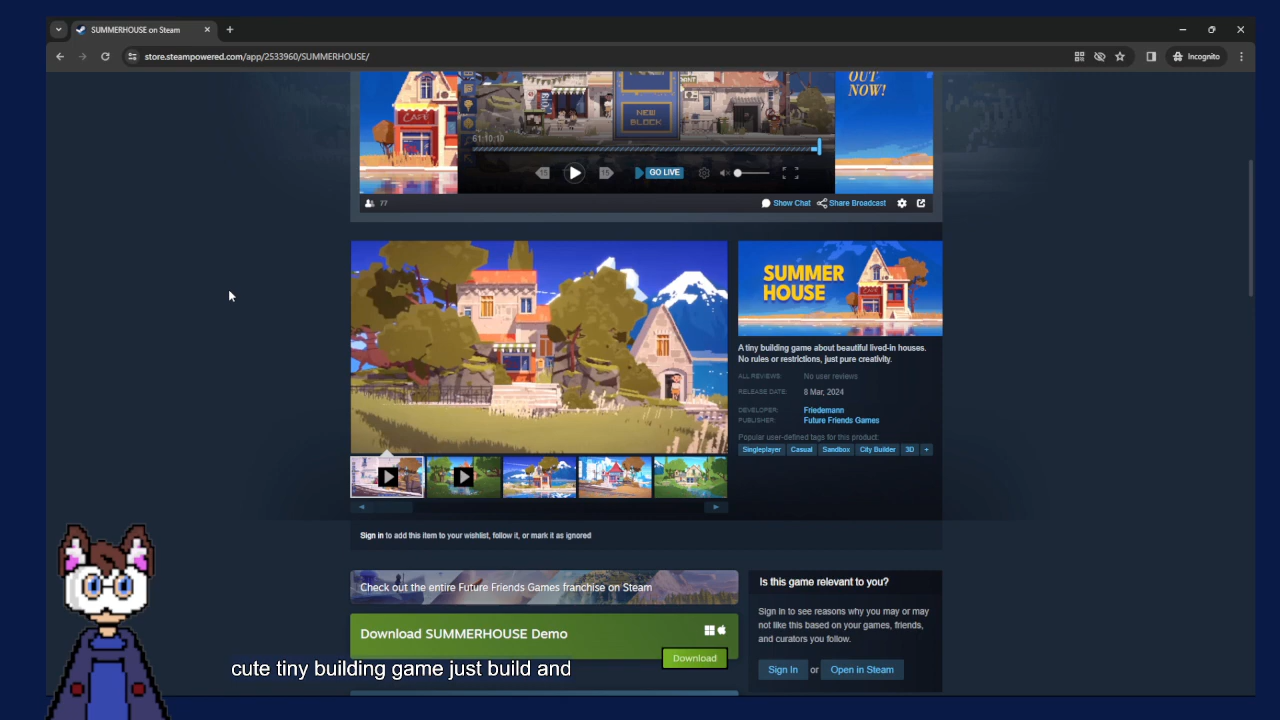 SUMMERHOUSE on Steam
store.steampowered.com/app/2533960/SUMMERHOUSE/
Incognito
CAFE
NEW
BLOCK
OUT
NOW!
61:10:10
15
15
GO LIVE
77
Show Chat
Share Broadcast
SUMMER
HOUSE
A tiny building game about beautiful lived-in houses.
No rules or restrictions, just pure creativity.
ALL REVIEWS: No user reviews
RELEASE DATE: 8 Mar, 2024
DEVELOPER: Friedemann
PUBLISHER: Future Friends Games
Popular user-defined tags for this product:
Singleplayer Casual Sandbox City Builder 3D +
Sign in to add this item to your wishlist, follow it, or mark it as ignored
Check out the entire Future Friends Games franchise on Steam
Is this game relevant to you?
Sign in to see reasons why you may or may
not like this based on your games, friends,
and curators you follow.
Sign In or Open in Steam
Download SUMMERHOUSE Demo
Download
cute tiny building game just build and